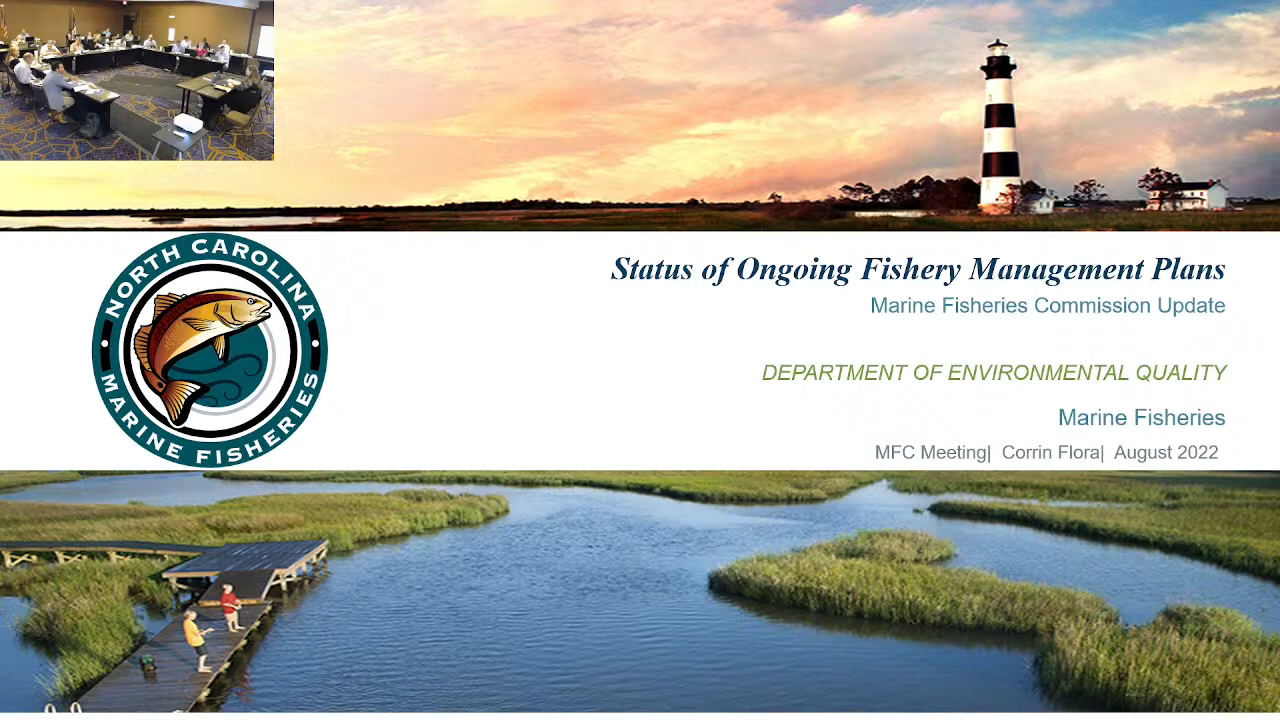 NORTH CAROLINA
MARINE FISHERIES
Status of Ongoing Fishery Management Plans
Marine Fisheries Commission Update
DEPARTMENT OF ENVIRONMENTAL QUALITY
Marine Fisheries
MFC Meeting| Corrin Flora| August 2022